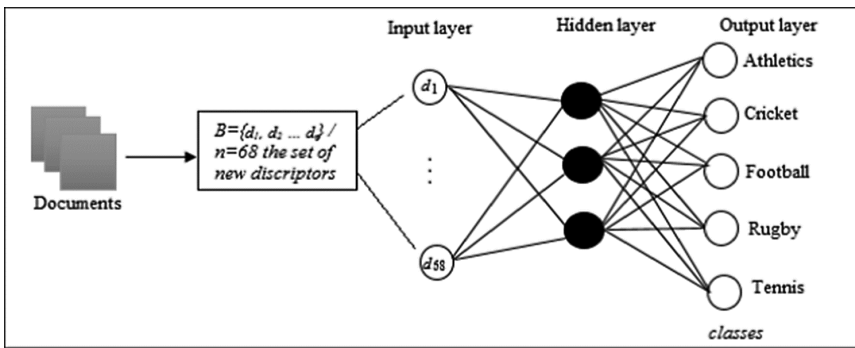 Input layer
Hidden layer
Output layer
Documents
B={d1, d2 ... dn} /
n=68 the set of
new discriptors
d1
d58
Athletics
Cricket
Football
Rugby
Tennis
classes